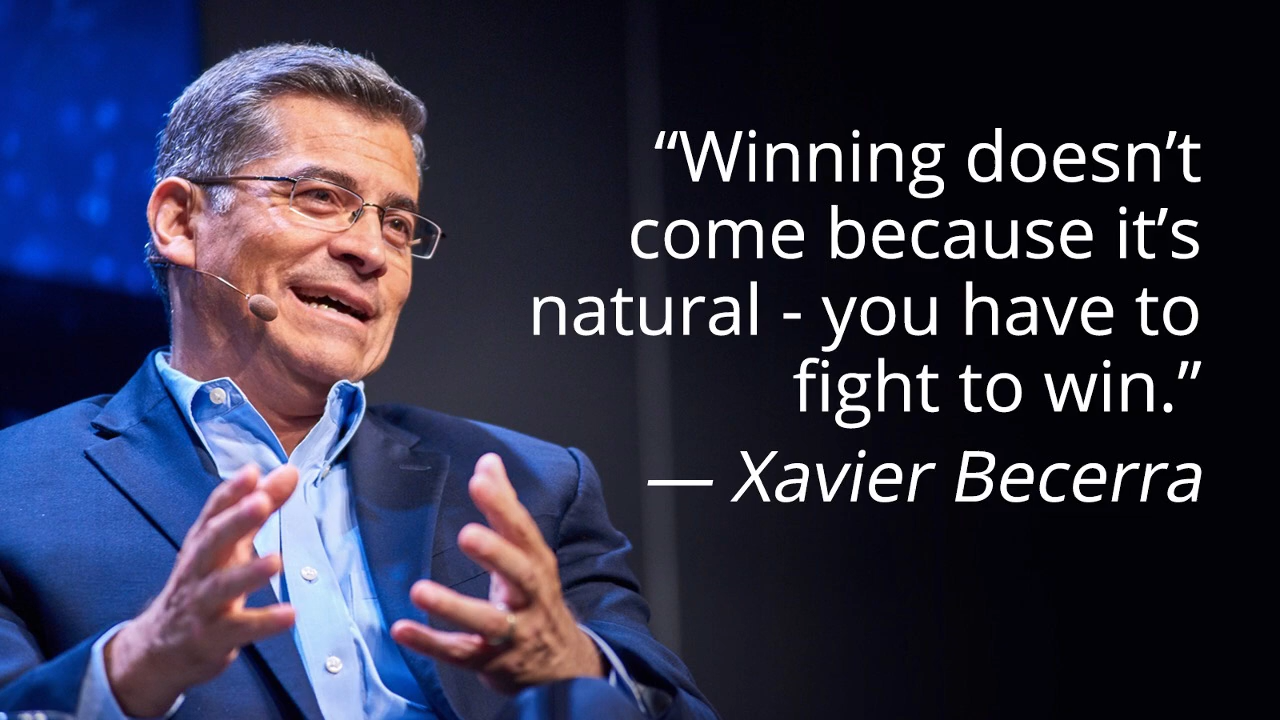 “Winning doesn’t
come because it’s
natural - you have to
fight to win.”
— Xavier Becerra